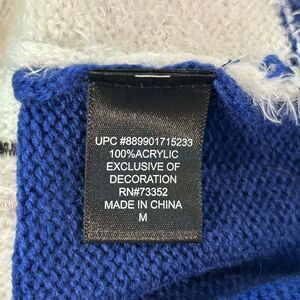 UPC #889901715233
100%ACRYLIC
EXCLUSIVE OF
DECORATION
RN#73352
MADE IN CHINA
M